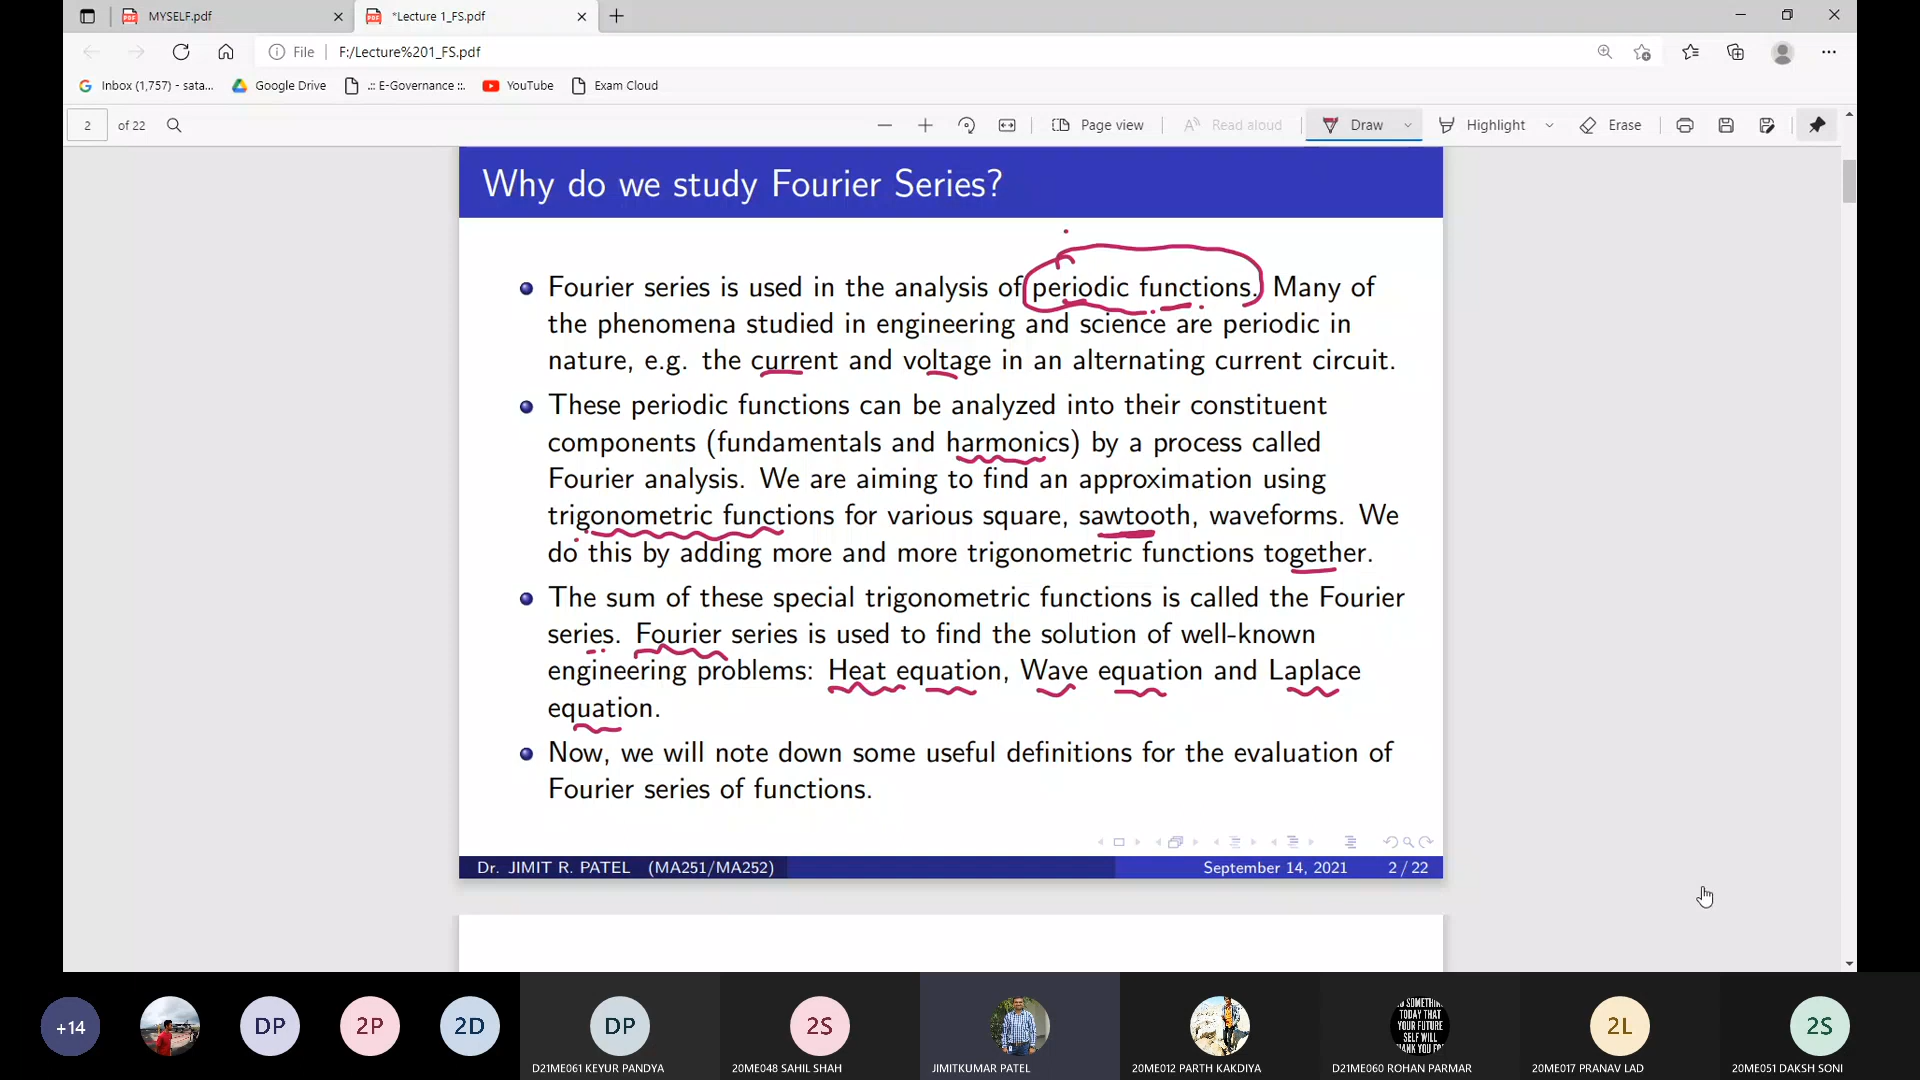 MYSELF.pdf
*Lecture 1_FS.pdf
File
F:/Lecture%201_FS.pdf
Inbox (1,757) - sata...
Google Drive
.:: E-Governance ::.
YouTube
Exam Cloud
2
of 22
Page view
Read aloud
Draw
Highlight
Erase
Why do we study Fourier Series?
Fourier series is used in the analysis of periodic functions. Many of
the phenomena studied in engineering and science are periodic in
nature, e.g. the current and voltage in an alternating current circuit.
These periodic functions can be analyzed into their constituent
components (fundamentals and harmonics) by a process called
Fourier analysis. We are aiming to find an approximation using
trigonometric functions for various square, sawtooth, waveforms. We
do this by adding more and more trigonometric functions together.
The sum of these special trigonometric functions is called the Fourier
series. Fourier series is used to find the solution of well-known
engineering problems: Heat equation, Wave equation and Laplace
equation.
Now, we will note down some useful definitions for the evaluation of
Fourier series of functions.
Dr. JIMIT R. PATEL (MA251/MA252)
September 14, 2021
2 / 22
+14
DP
2P
2D
DP
2S
SOMETHING
TODAY THAT
YOUR FUTURE
SELF WILL
2L
2S
D21ME061 KEYUR PANDYA
20ME048 SAHIL SHAH
JIMITKUMAR PATEL
20ME012 PARTH KAKDIYA
D21ME060 ROHAN PARMAR
20ME017 PRANAV LAD
20ME051 DAKSH SONI